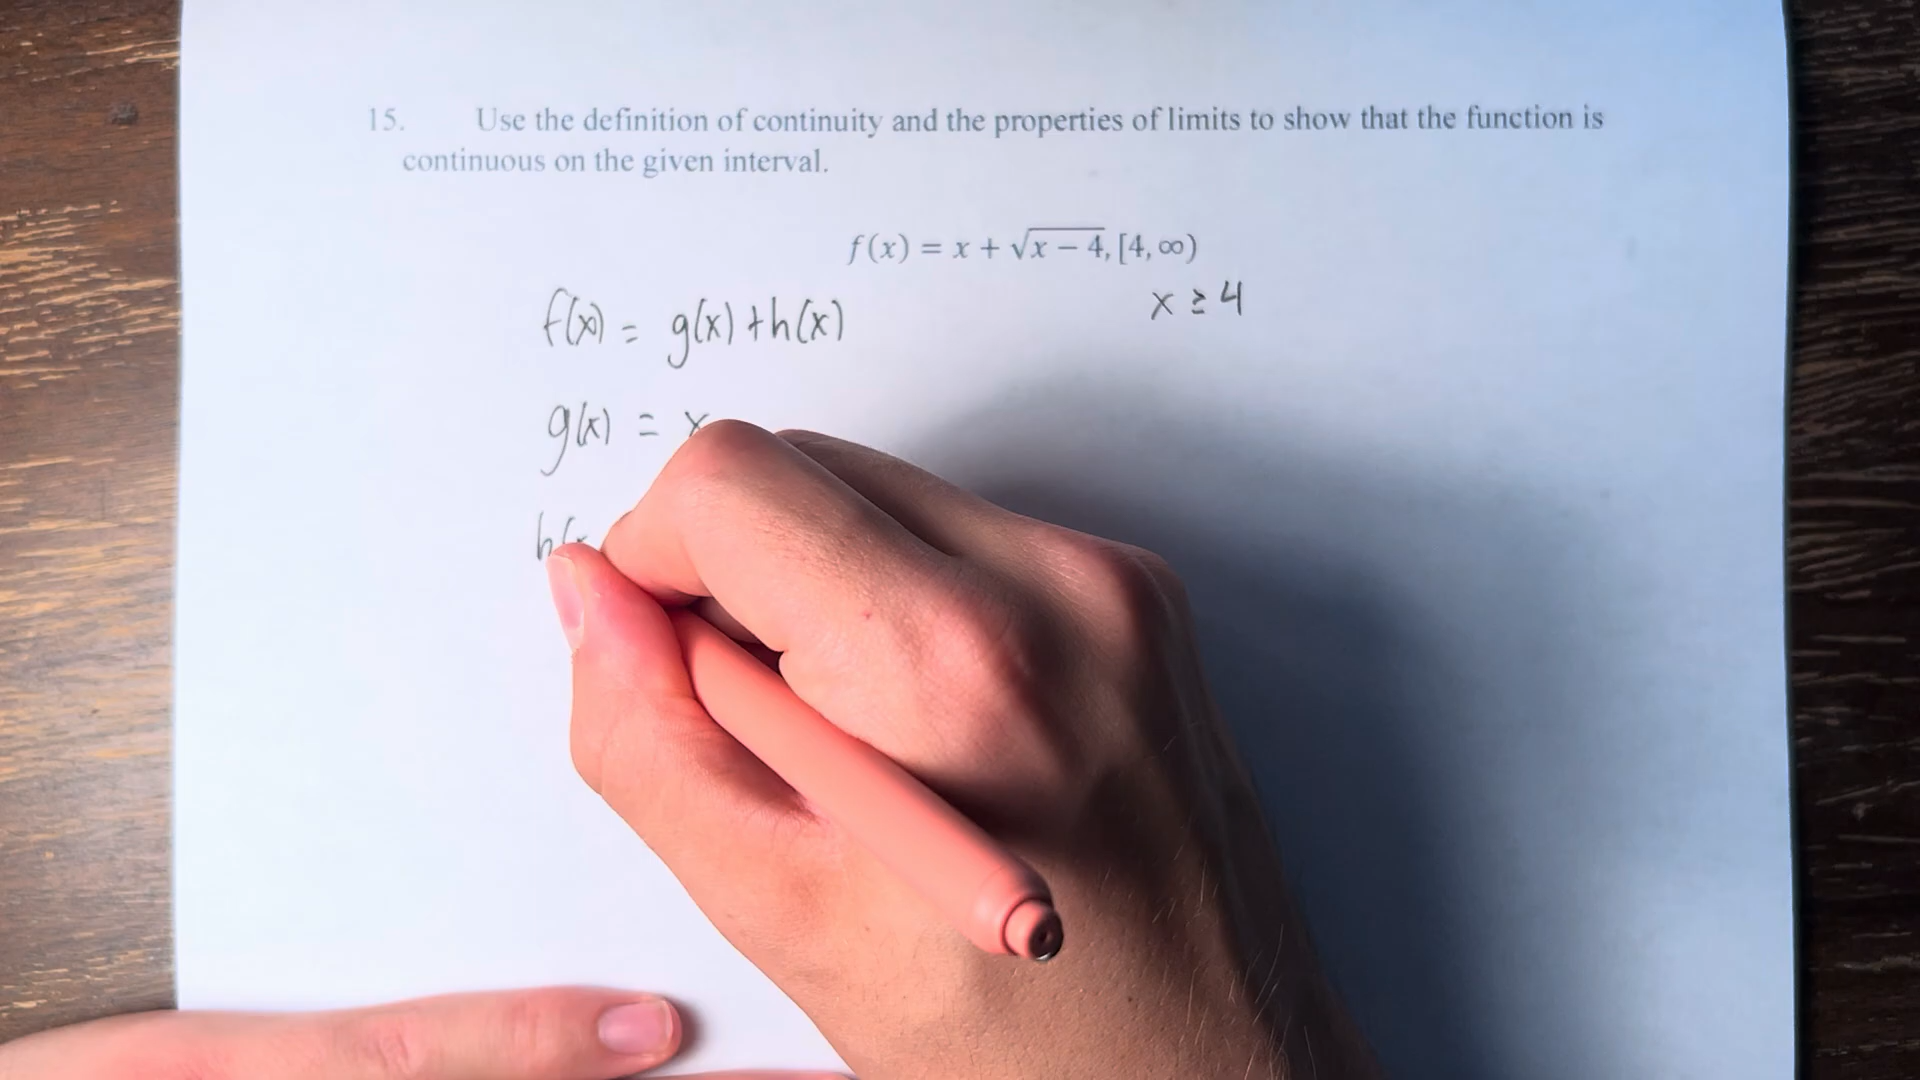 15. Use the definition of continuity and the properties of limits to show that the function is
continuous on the given interval.
f(x) = x + √x − 4, [4, ∞)
x ≥ 4
f(x) = g(x) + h(x)
g(x) = x
h(